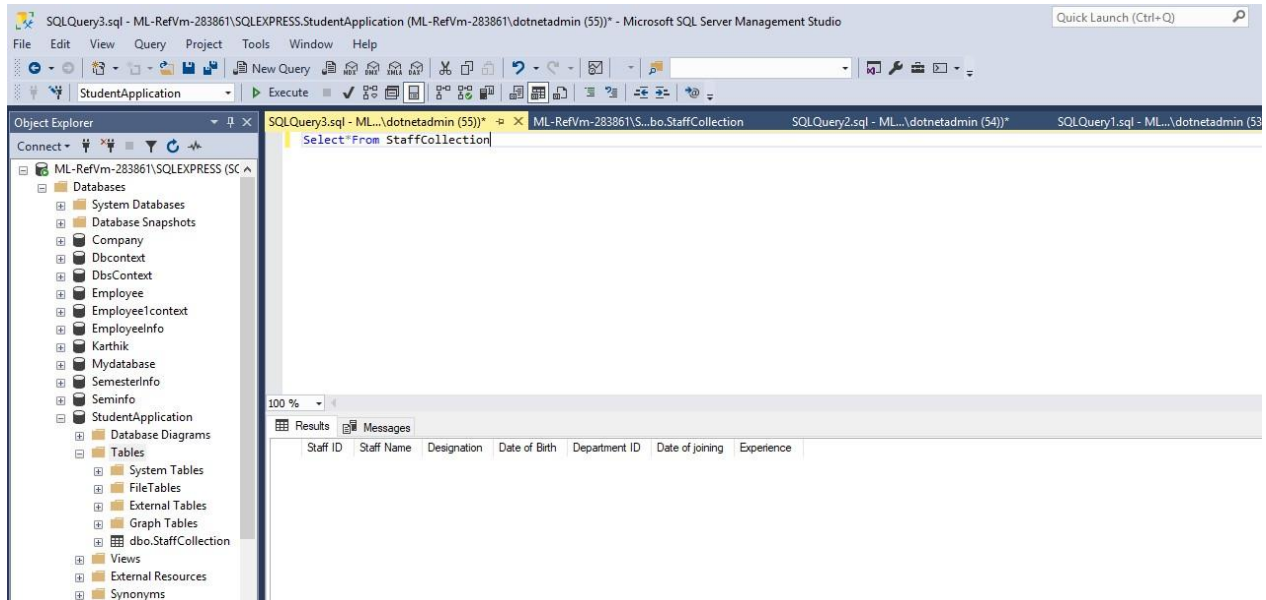 SQLQuery3.sql - ML-RefVm-283861\SQLEXPRESS.StudentApplication (ML-RefVm-283861\dotnetadmin (55))* - Microsoft SQL Server Management Studio
Quick Launch (Ctrl+Q)
File Edit View Query Project Tools Window Help
New Query
StudentApplication Execute
Object Explorer
SQLQuery3.sql - ML...\dotnetadmin (55))* ML-RefVm-283861\S...bo.StaffCollection SQLQuery2.sql - ML...\dotnetadmin (54))* SQLQuery1.sql - ML...\dotnetadmin (53
Connect
Select*From StaffCollection
ML-RefVm-283861\SQLEXPRESS (SC
Databases
System Databases
Database Snapshots
Company
Dbcontext
DbsContext
Employee
Employee1context
EmployeeInfo
Karthik
Mydatabase
SemesterInfo
Seminfo
StudentApplication
Database Diagrams
Tables
System Tables
FileTables
External Tables
Graph Tables
dbo.StaffCollection
Views
External Resources
Synonyms
100 %
Results Messages
Staff ID Staff Name Designation Date of Birth Department ID Date of joining Experience